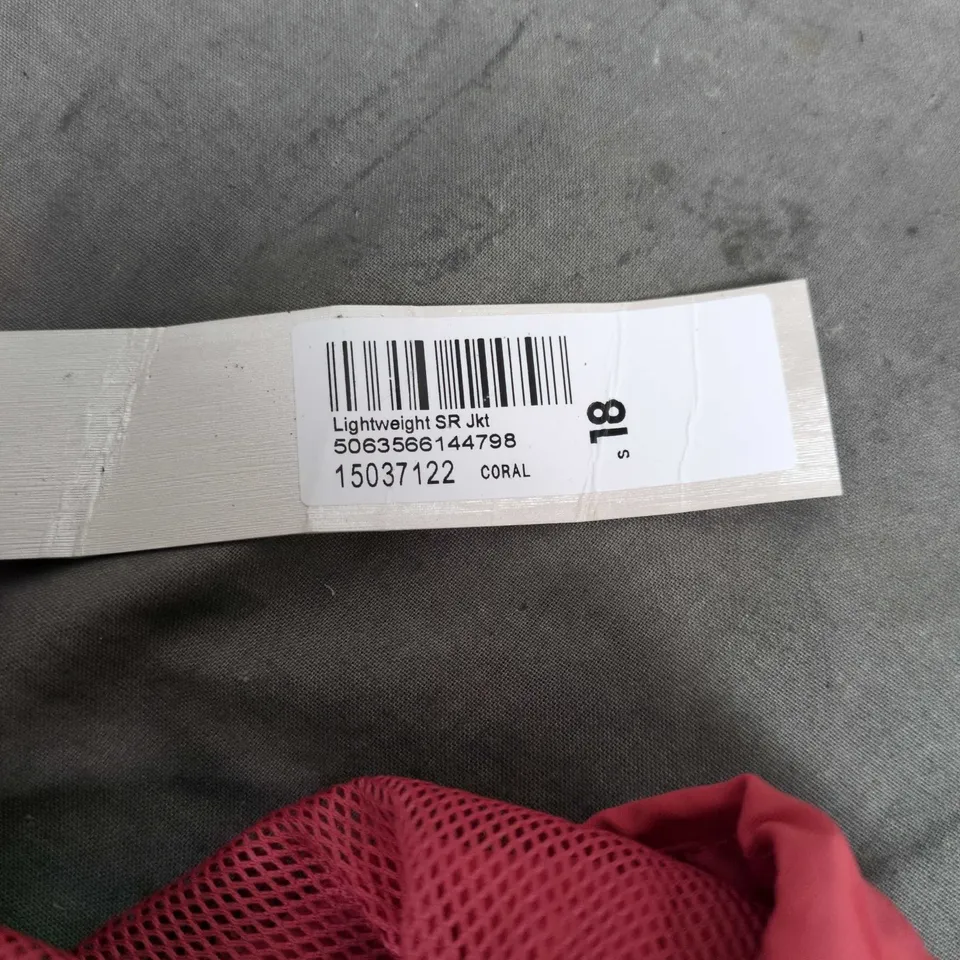 Lightweight SR Jkt
5063566144798
15037122 CORAL
s 18